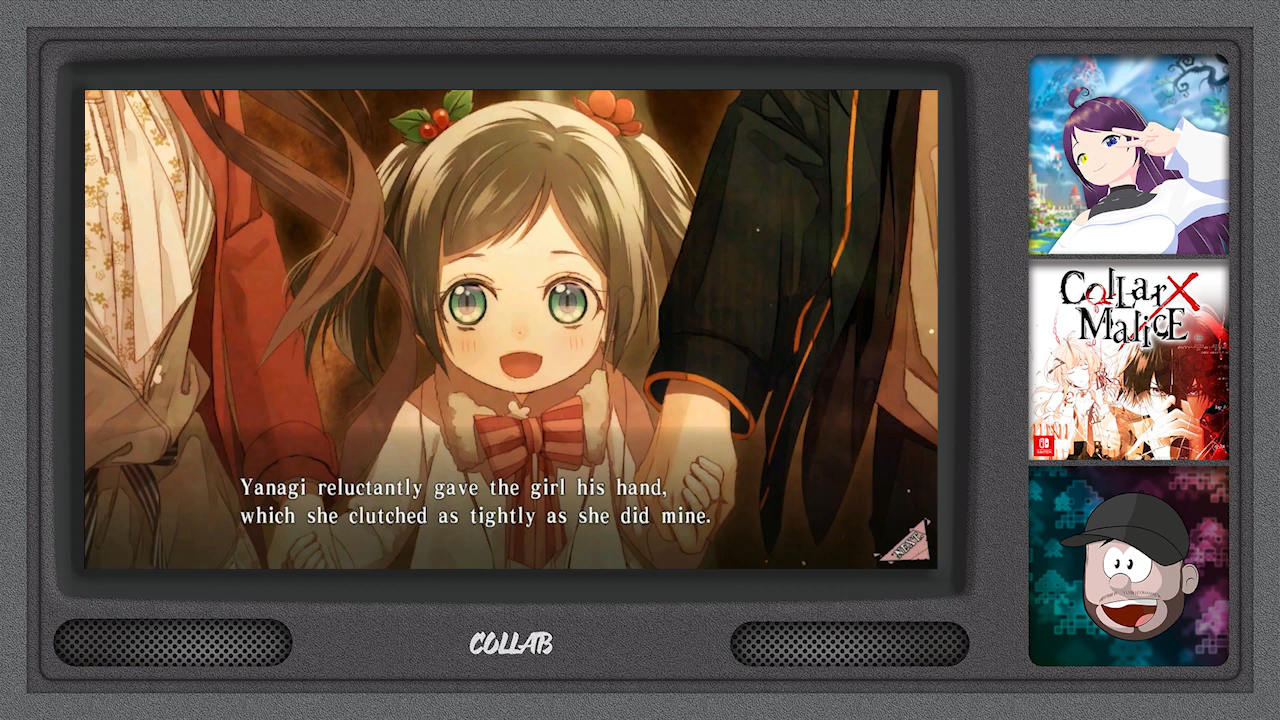 Yanagi reluctantly gave the girl his hand,
which she clutched as tightly as she did mine.
NEXT
COLLAB
Collar X
Malice